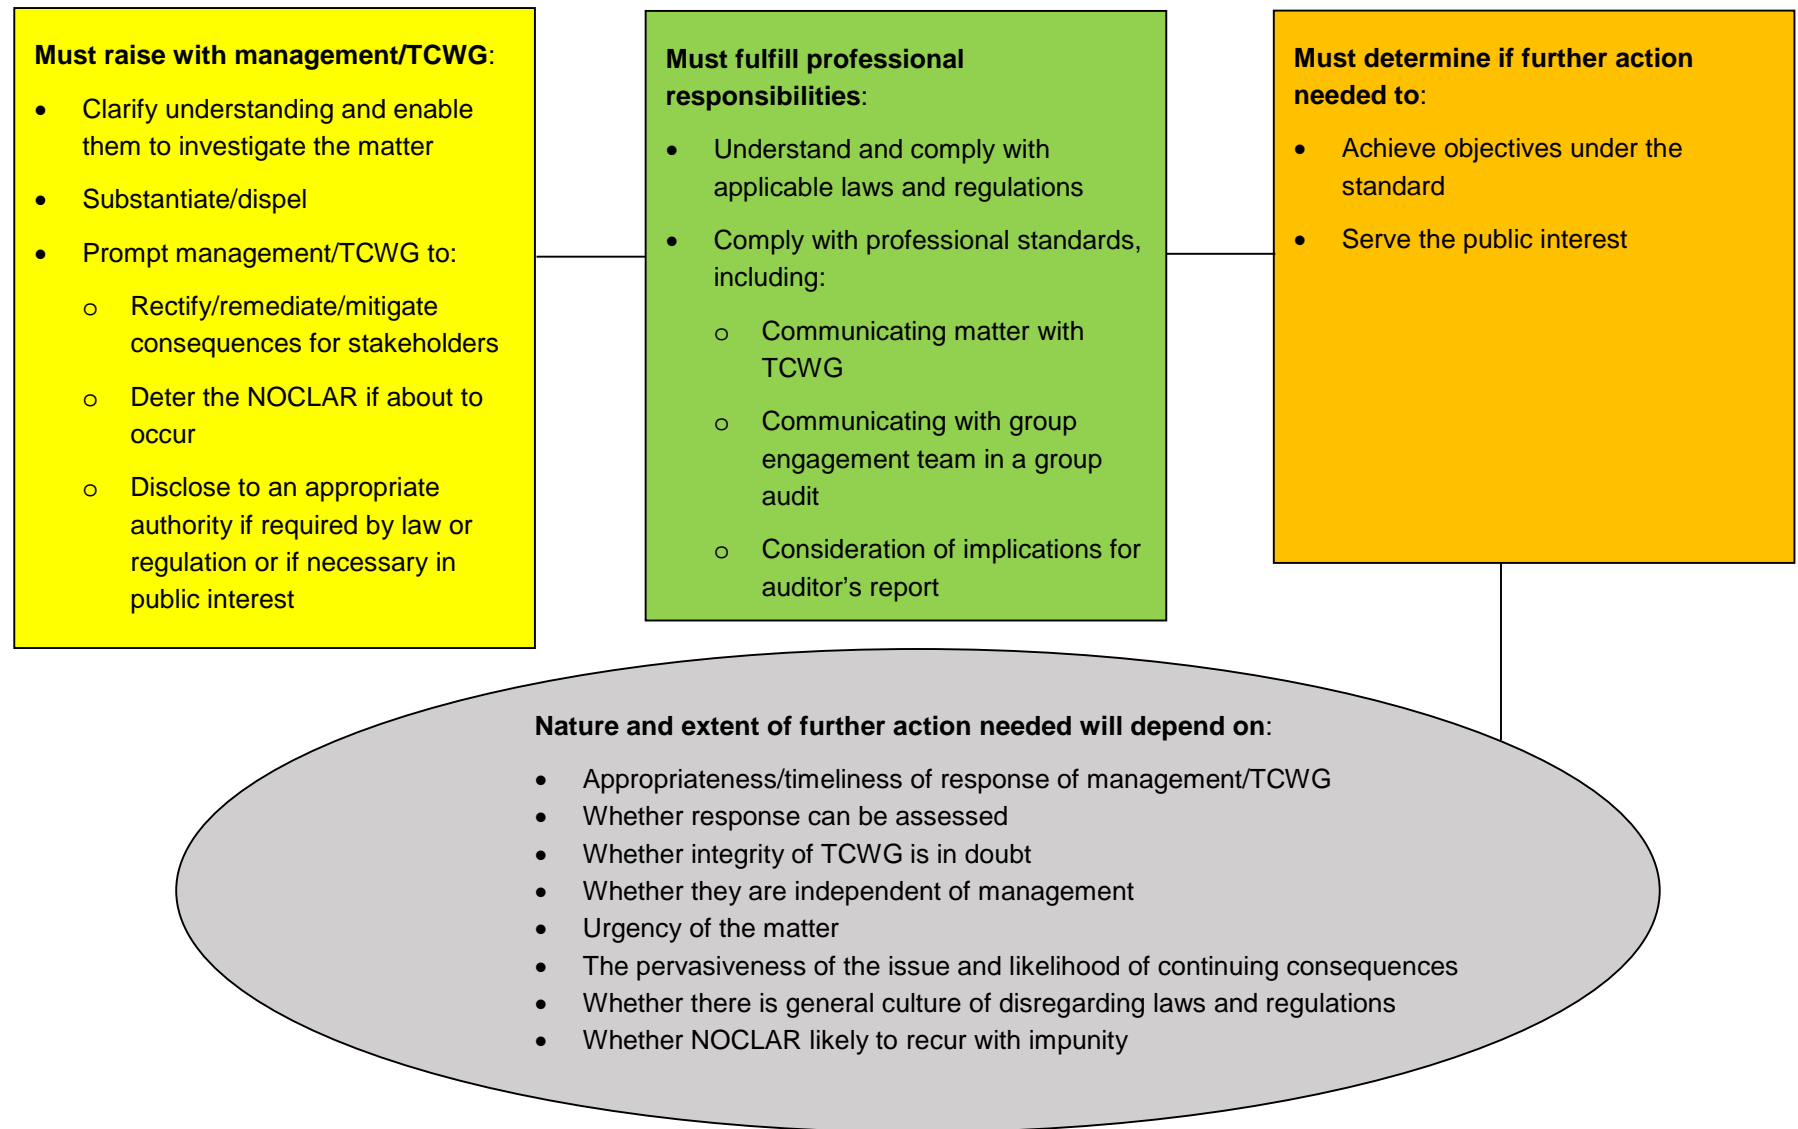 Must raise with management/TCWG:
• Clarify understanding and enable
them to investigate the matter
• Substantiate/dispel
• Prompt management/TCWG to:
o Rectify/remediate/mitigate
consequences for stakeholders
o Deter the NOCLAR if about to
occur
o Disclose to an appropriate
authority if required by law or
regulation or if necessary in
public interest
Must fulfill professional
responsibilities:
• Understand and comply with
applicable laws and regulations
• Comply with professional standards,
including:
o Communicating matter with
TCWG
o Communicating with group
engagement team in a group
audit
o Consideration of implications for
auditor’s report
Must determine if further action
needed to:
• Achieve objectives under the
standard
• Serve the public interest
Nature and extent of further action needed will depend on:
• Appropriateness/timeliness of response of management/TCWG
• Whether response can be assessed
• Whether integrity of TCWG is in doubt
• Whether they are independent of management
• Urgency of the matter
• The pervasiveness of the issue and likelihood of continuing consequences
• Whether there is general culture of disregarding laws and regulations
• Whether NOCLAR likely to recur with impunity